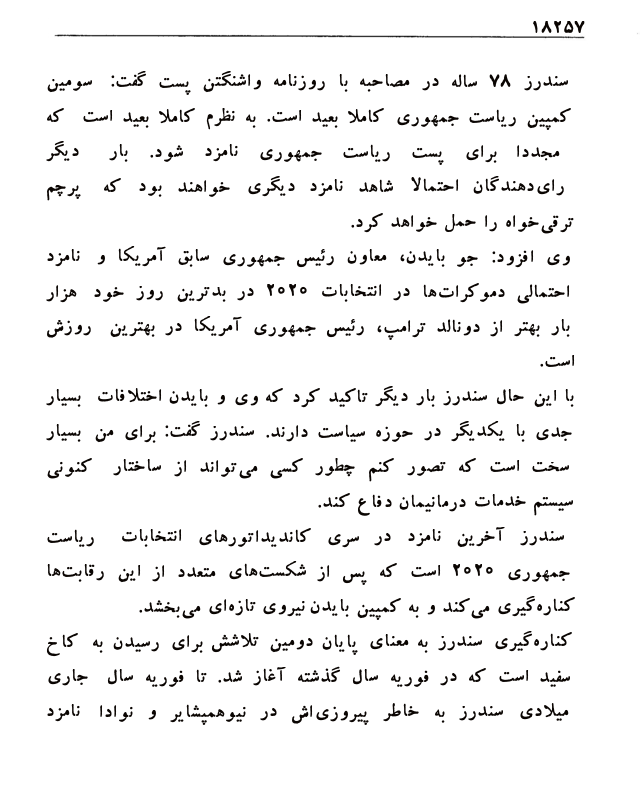 ۱۸۲۵۷
سندرز ۷۸ ساله در مصاحبه با روزنامه واشنگتن پست گفت: سومین
کمپین ریاست جمهوری کاملا بعید است. به نظرم کاملا بعید است که
مجددا برای پست ریاست جمهوری نامزد شود. بار دیگر
رای‌دهندگان احتمالا شاهد نامزد دیگری خواهند بود که پرچم
ترقی‌خواه را حمل خواهد کرد.
وی افزود: جو بایدن، معاون رئیس جمهوری سابق آمریکا و نامزد
احتمالی دموکرات‌ها در انتخابات ۲۰۲۰ در بدترین روز خود هزار
بار بهتر از دونالد ترامپ، رئیس جمهوری آمریکا در بهترین روزش
است.
با این حال سندرز بار دیگر تاکید کرد که وی و بایدن اختلافات بسیار
جدی با یکدیگر در حوزه سیاست دارند. سندرز گفت: برای من بسیار
سخت است که تصور کنم چطور کسی می‌تواند از ساختار کنونی
سیستم خدمات درمانیمان دفاع کند.
سندرز آخرین نامزد در سری کاندیداتورهای انتخابات ریاست
جمهوری ۲۰۲۰ است که پس از شکست‌های متعدد از این رقابت‌ها
کناره‌گیری می‌کند و به کمپین بایدن نیروی تازه‌ای می‌بخشد.
کناره‌گیری سندرز به معنای پایان دومین تلاشش برای رسیدن به کاخ
سفید است که در فوریه سال گذشته آغاز شد. تا فوریه سال جاری
میلادی سندرز به خاطر پیروزی‌اش در نیوهمپشایر و نوادا نامزد